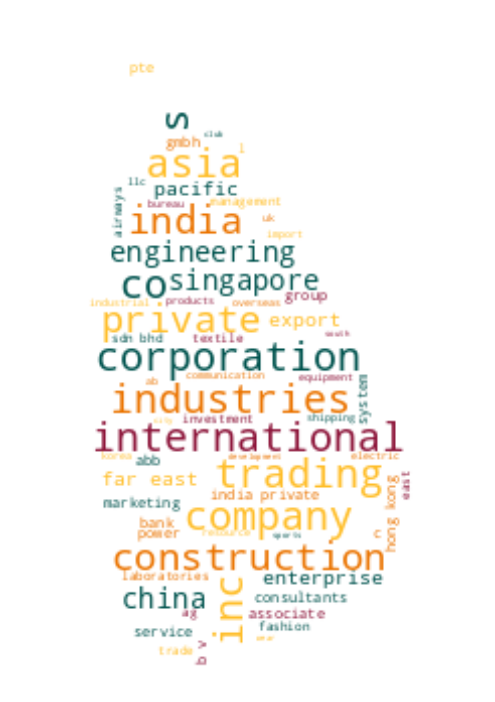 pte
s
club
gmbh
l
asia
llc
pacific
airways
bureau
management
india
uk
import
engineering
co
singapore
group
industrial
products
overseas
private
export
south
sdn bhd
textile
corporation
communication
equipment
ab
system
industries
investment
shipping
international
korea
abb
development
electric
far east
trading
east
india private
marketing
company
hong kong
bank
power
resource
sports
c
construction
laboratories
enterprise
china
inc
consultants
ag
associate
service
fashion
trade
b v